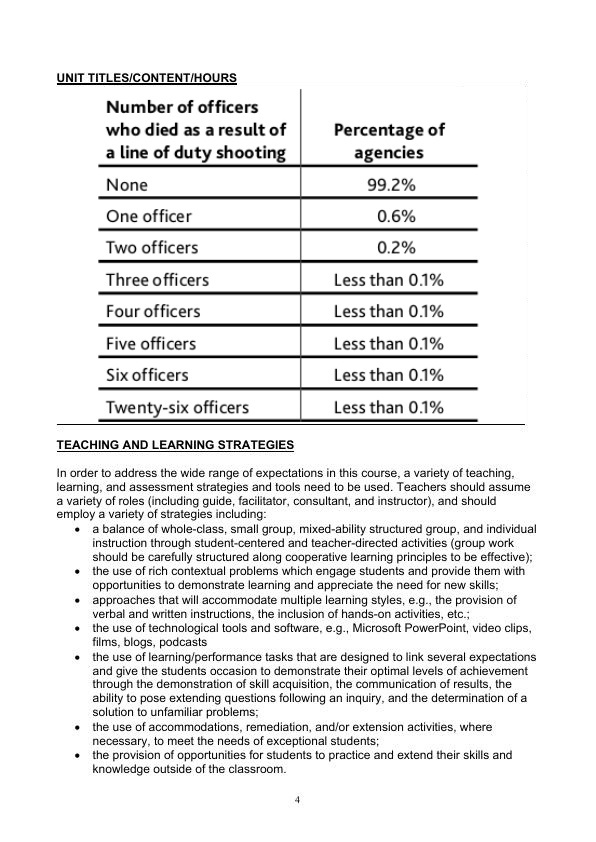 UNIT TITLES/CONTENT/HOURS
Number of officers
who died as a result of
a line of duty shooting
Percentage of
agencies
None 99.2%
One officer 0.6%
Two officers 0.2%
Three officers Less than 0.1%
Four officers Less than 0.1%
Five officers Less than 0.1%
Six officers Less than 0.1%
Twenty-six officers Less than 0.1%
TEACHING AND LEARNING STRATEGIES
In order to address the wide range of expectations in this course, a variety of teaching,
learning, and assessment strategies and tools need to be used. Teachers should assume
a variety of roles (including guide, facilitator, consultant, and instructor), and should
employ a variety of strategies including:
• a balance of whole-class, small group, mixed-ability structured group, and individual
instruction through student-centered and teacher-directed activities (group work
should be carefully structured along cooperative learning principles to be effective);
• the use of rich contextual problems which engage students and provide them with
opportunities to demonstrate learning and appreciate the need for new skills;
• approaches that will accommodate multiple learning styles, e.g., the provision of
verbal and written instructions, the inclusion of hands-on activities, etc.;
• the use of technological tools and software, e.g., Microsoft PowerPoint, video clips,
films, blogs, podcasts
• the use of learning/performance tasks that are designed to link several expectations
and give the students occasion to demonstrate their optimal levels of achievement
through the demonstration of skill acquisition, the communication of results, the
ability to pose extending questions following an inquiry, and the determination of a
solution to unfamiliar problems;
• the use of accommodations, remediation, and/or extension activities, where
necessary, to meet the needs of exceptional students;
• the provision of opportunities for students to practice and extend their skills and
knowledge outside of the classroom.
4